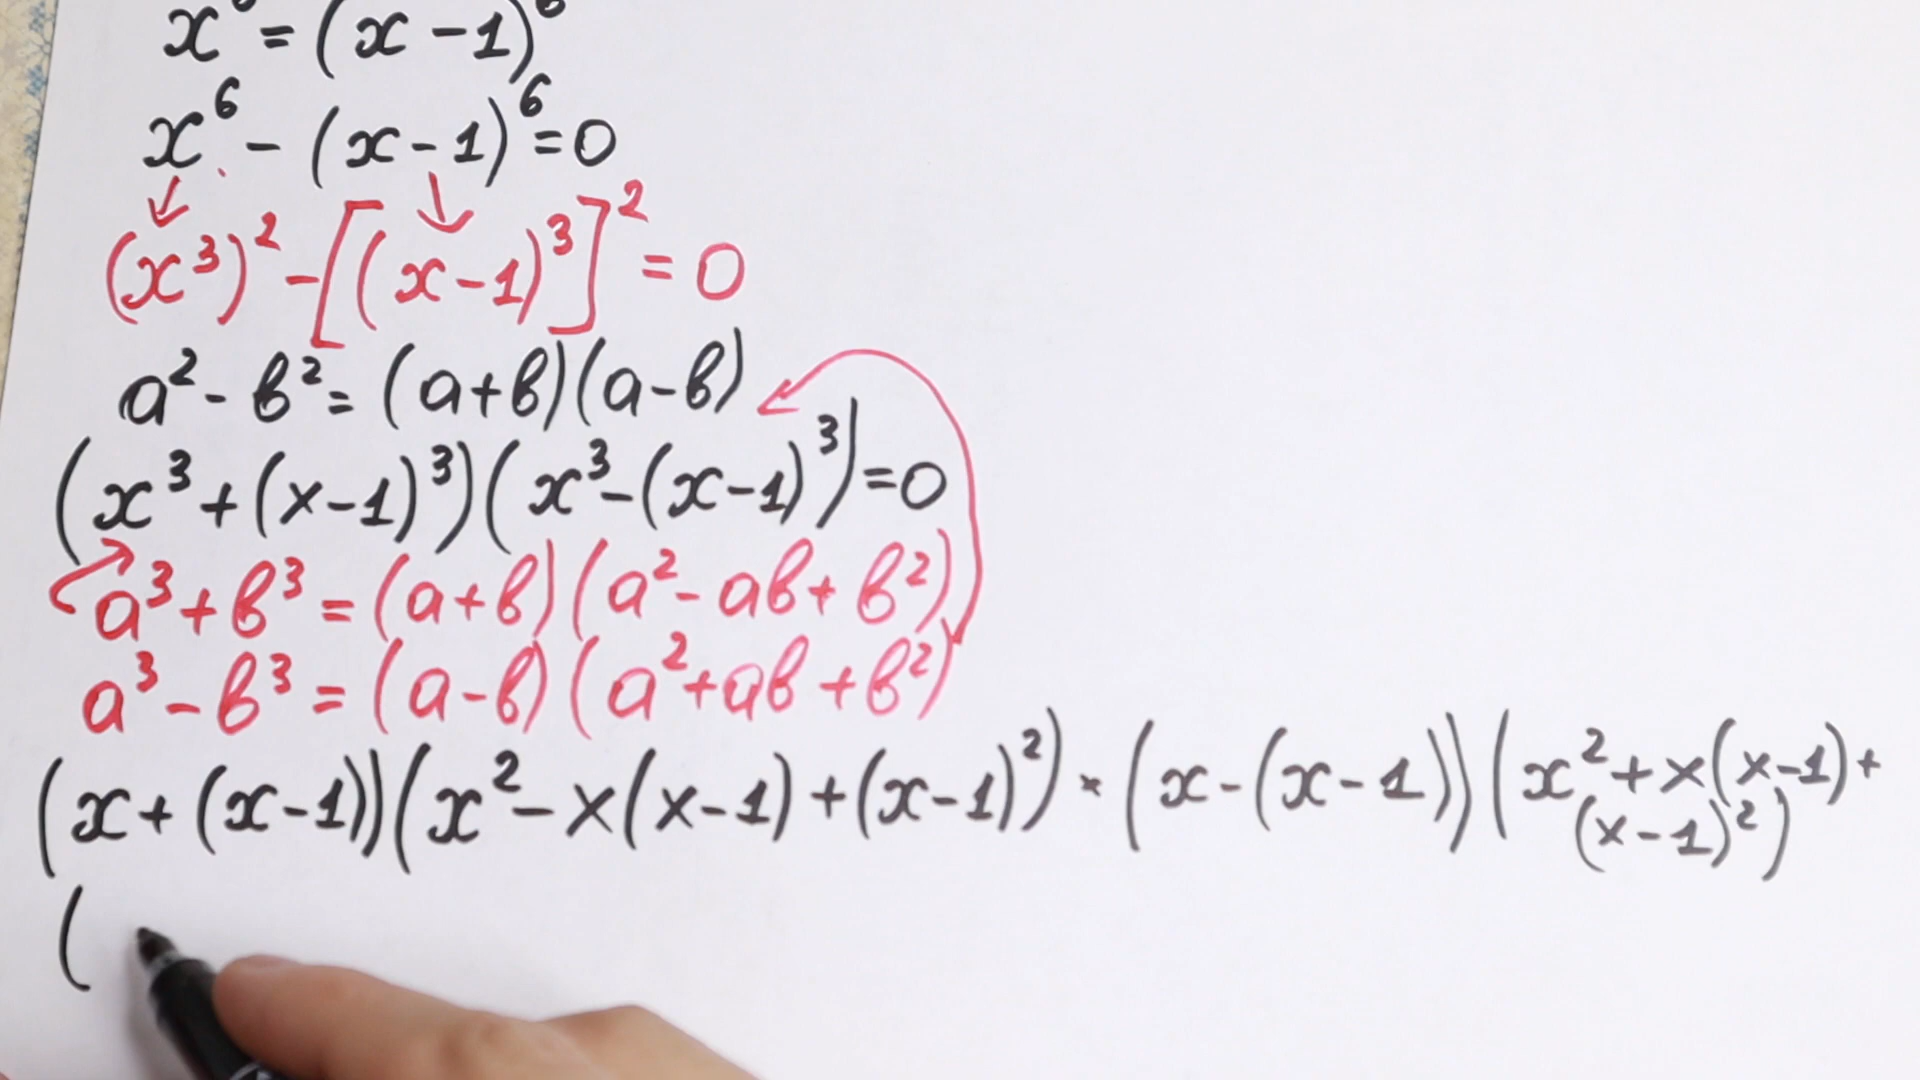 x⁶ = (x - 1)⁶
x⁶ - (x - 1)⁶ = 0
(x³)² - [(x - 1)³]² = 0
a² - b² = (a + b)(a - b)
(x³ + (x - 1)³)(x³ - (x - 1)³) = 0
a³ + b³ = (a + b)(a² - ab + b²)
a³ - b³ = (a - b)(a² + ab + b²)
(x + (x - 1))(x² - x(x - 1) + (x - 1)²) · (x - (x - 1))(x² + x(x - 1) +
(x - 1)²)
(